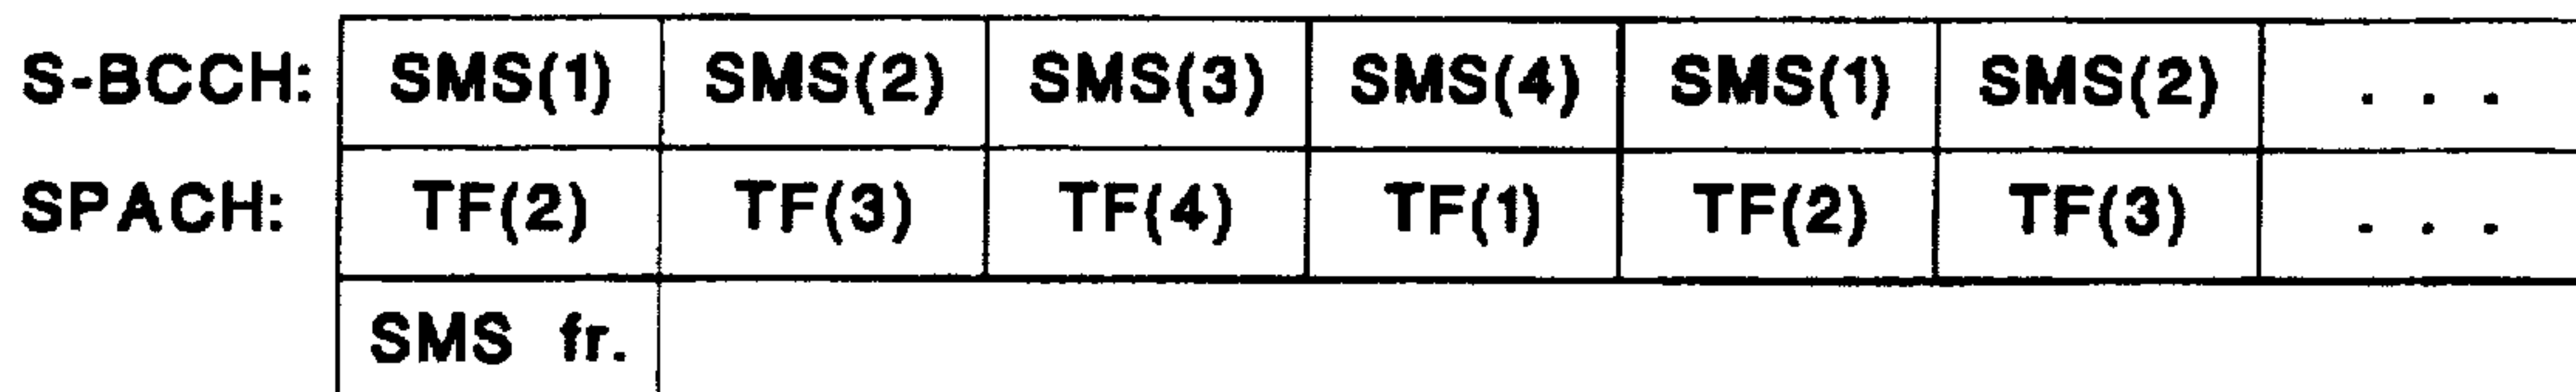 S-BCCH: SMS(1) SMS(2) SMS(3) SMS(4) SMS(1) SMS(2) . . .
SPACH: TF(2) TF(3) TF(4) TF(1) TF(2) TF(3) . . .
SMS fr.